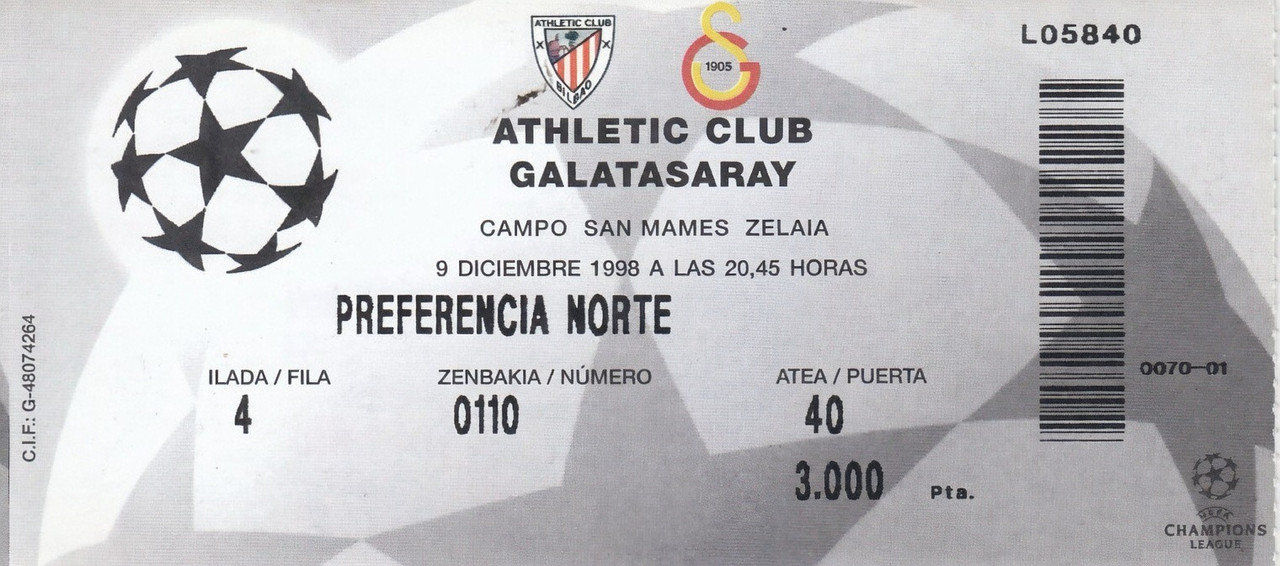 ATHLETIC CLUB
BILBAO
1905
L05840
ATHLETIC CLUB
GALATASARAY
CAMPO SAN MAMES ZELAIA
9 DICIEMBRE 1998 A LAS 20,45 HORAS
PREFERENCIA NORTE
ILADA / FILA ZENBAKIA / NÚMERO ATEA / PUERTA
4 0110 40
3.000 Pta.
0070-01
C.I.F.: G-48074264
UEFA
CHAMPIONS
LEAGUE